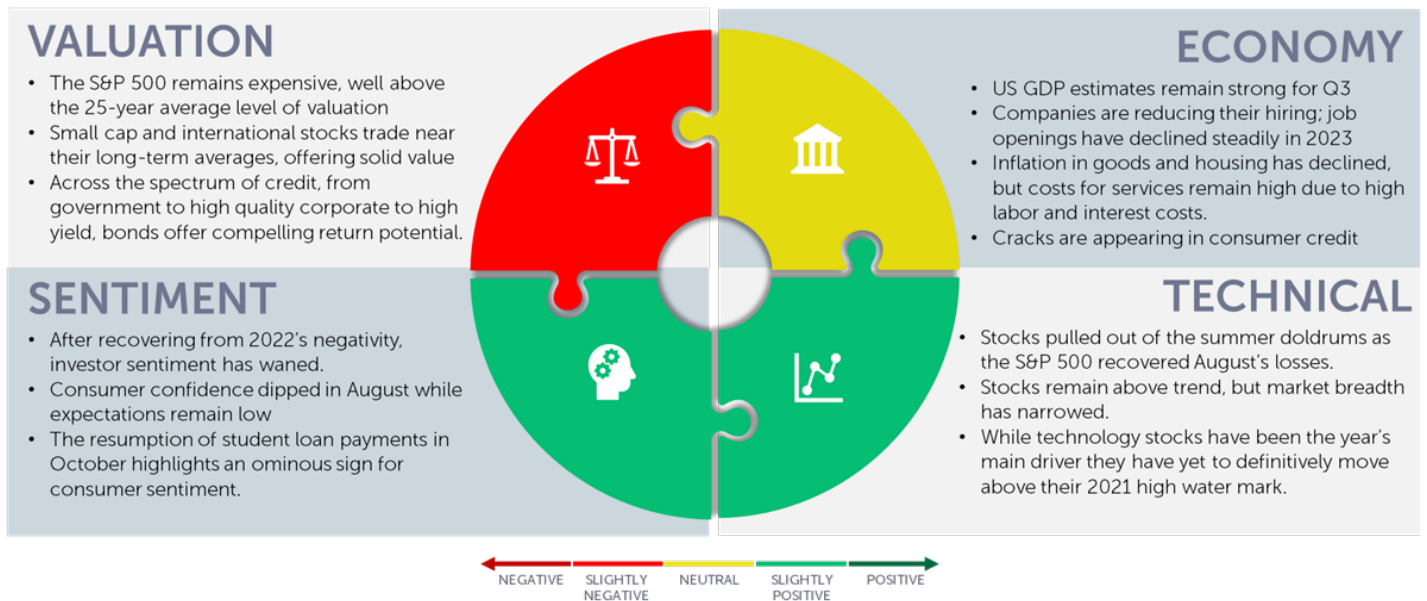 VALUATION
• The S&P 500 remains expensive, well above
the 25-year average level of valuation
• Small cap and international stocks trade near
their long-term averages, offering solid value
• Across the spectrum of credit, from
government to high quality corporate to high
yield, bonds offer compelling return potential.
ECONOMY
• US GDP estimates remain strong for Q3
• Companies are reducing their hiring; job
openings have declined steadily in 2023
• Inflation in goods and housing has declined,
but costs for services remain high due to high
labor and interest costs.
• Cracks are appearing in consumer credit
SENTIMENT
• After recovering from 2022’s negativity,
investor sentiment has waned.
• Consumer confidence dipped in August while
expectations remain low
• The resumption of student loan payments in
October highlights an ominous sign for
consumer sentiment.
TECHNICAL
• Stocks pulled out of the summer doldrums as
the S&P 500 recovered August’s losses.
• Stocks remain above trend, but market breadth
has narrowed.
• While technology stocks have been the year’s
main driver they have yet to definitively move
above their 2021 high water mark.
NEGATIVE
SLIGHTLY
NEGATIVE
NEUTRAL
SLIGHTLY
POSITIVE
POSITIVE